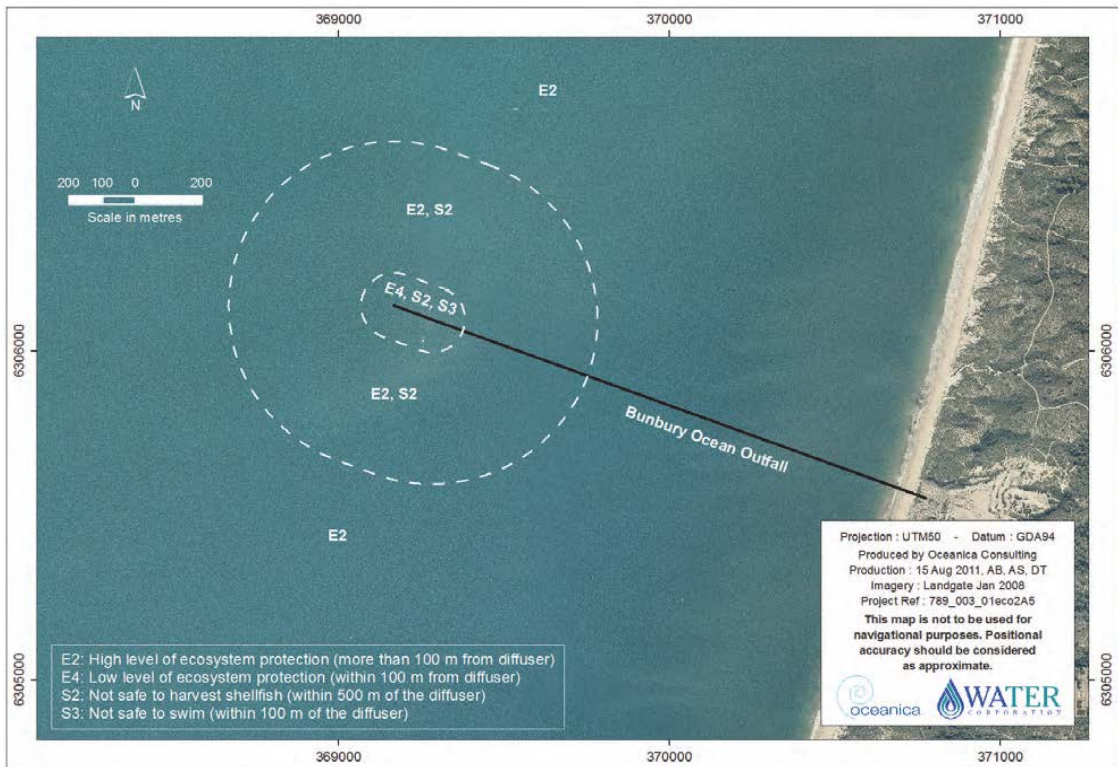 369000
370000
371000
E2
N
200 100 0 200
Scale in metres
E2, S2
E4, S2, S3
6306000
6306000
E2, S2
Bunbury Ocean Outfall
E2
Projection : UTM50 - Datum : GDA94
Produced by Oceanica Consulting
Production : 15 Aug 2011, AB, AS, DT
Imagery : Landgate Jan 2008
Project Ref : 789_003_01eco2A5
This map is not to be used for
navigational purposes. Positional
accuracy should be considered
as approximate.
oceanica
WATER
CORPORATION
E2: High level of ecosystem protection (more than 100 m from diffuser)
E4: Low level of ecosystem protection (within 100 m from diffuser)
S2: Not safe to harvest shellfish (within 500 m of the diffuser)
S3: Not safe to swim (within 100 m of the diffuser)
6305000
6305000
369000
370000
371000